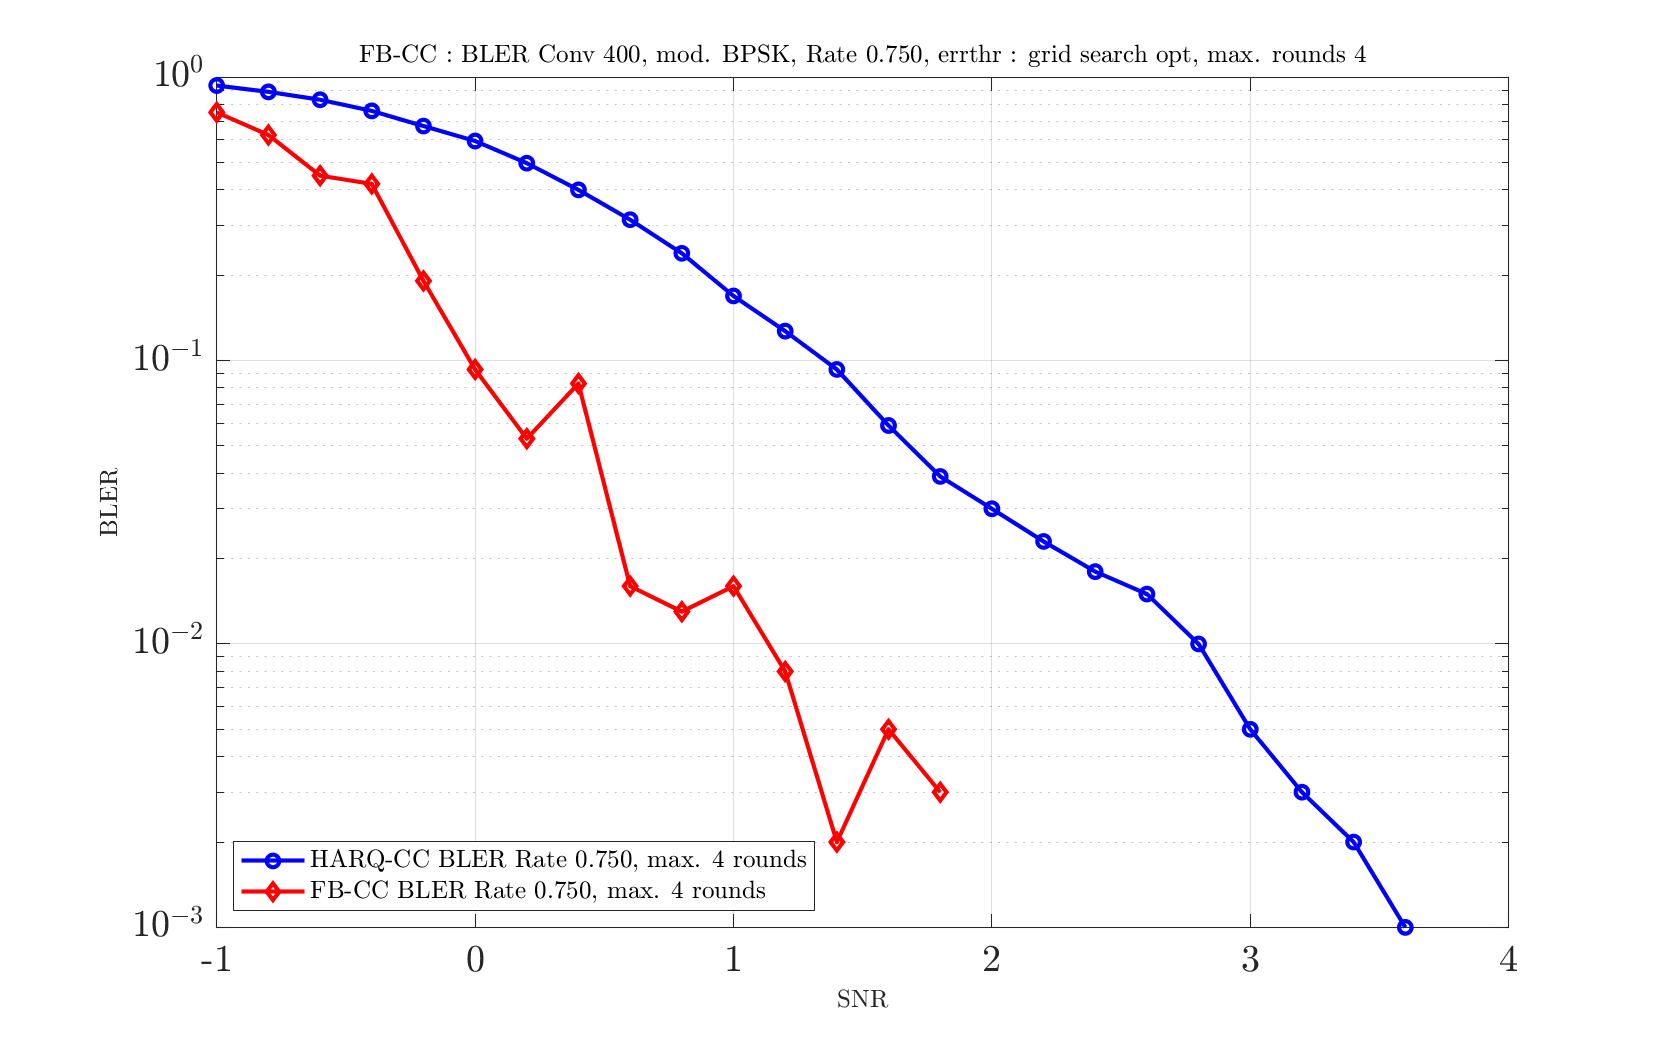 FB-CC : BLER Conv 400, mod. BPSK, Rate 0.750, errthr : grid search opt, max. rounds 4
10^0
10^-1
10^-2
10^-3
BLER
HARQ-CC BLER Rate 0.750, max. 4 rounds
FB-CC BLER Rate 0.750, max. 4 rounds
-1 0 1 2 3 4
SNR